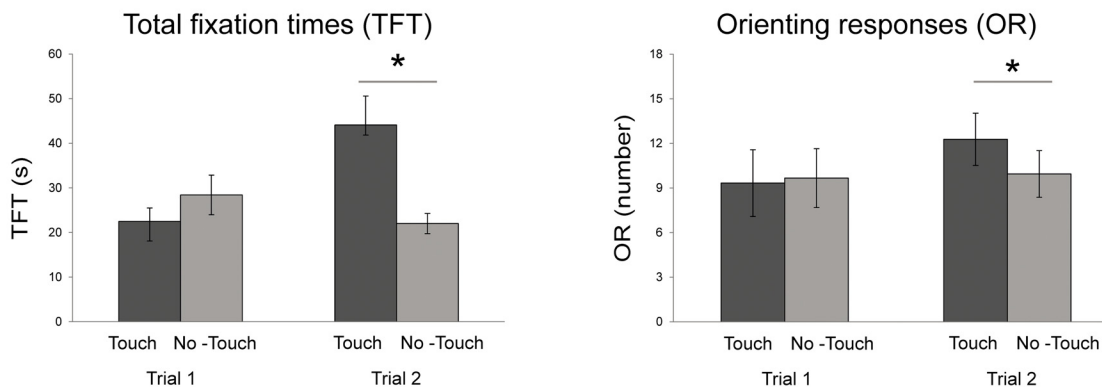 Total fixation times (TFT)
TFT (s)
60
50
40
30
20
10
0
*
Touch No -Touch Touch No -Touch
Trial 1 Trial 2
Orienting responses (OR)
OR (number)
18
15
12
9
6
3
0
*
Touch No -Touch Touch No -Touch
Trial 1 Trial 2